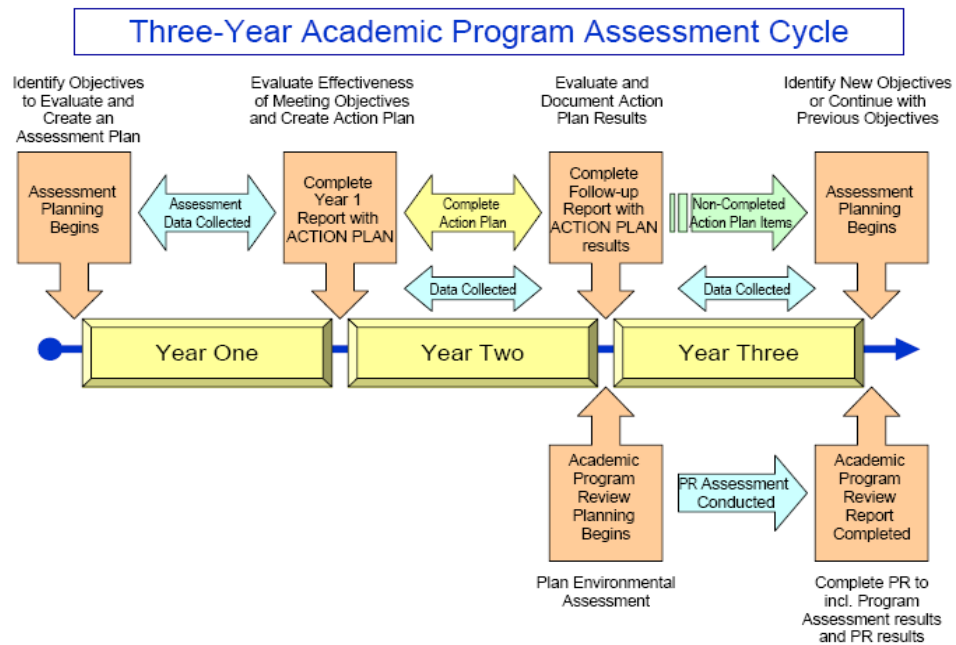 Three-Year Academic Program Assessment Cycle
Identify Objectives
to Evaluate and
Create an
Assessment Plan
Evaluate Effectiveness
of Meeting Objectives
and Create Action Plan
Evaluate and
Document Action
Plan Results
Identify New Objectives
or Continue with
Previous Objectives
Assessment
Planning
Begins
Assessment
Data Collected
Complete
Year 1
Report with
ACTION PLAN
Complete
Action Plan
Complete
Follow-up
Report with
ACTION PLAN
results
Non-Completed
Action Plan Items
Assessment
Planning
Begins
Data Collected
Data Collected
Year One
Year Two
Year Three
Academic
Program
Review
Planning
Begins
PR Assessment
Conducted
Academic
Program
Review
Report
Completed
Plan Environmental
Assessment
Complete PR to
incl. Program
Assessment results
and PR results